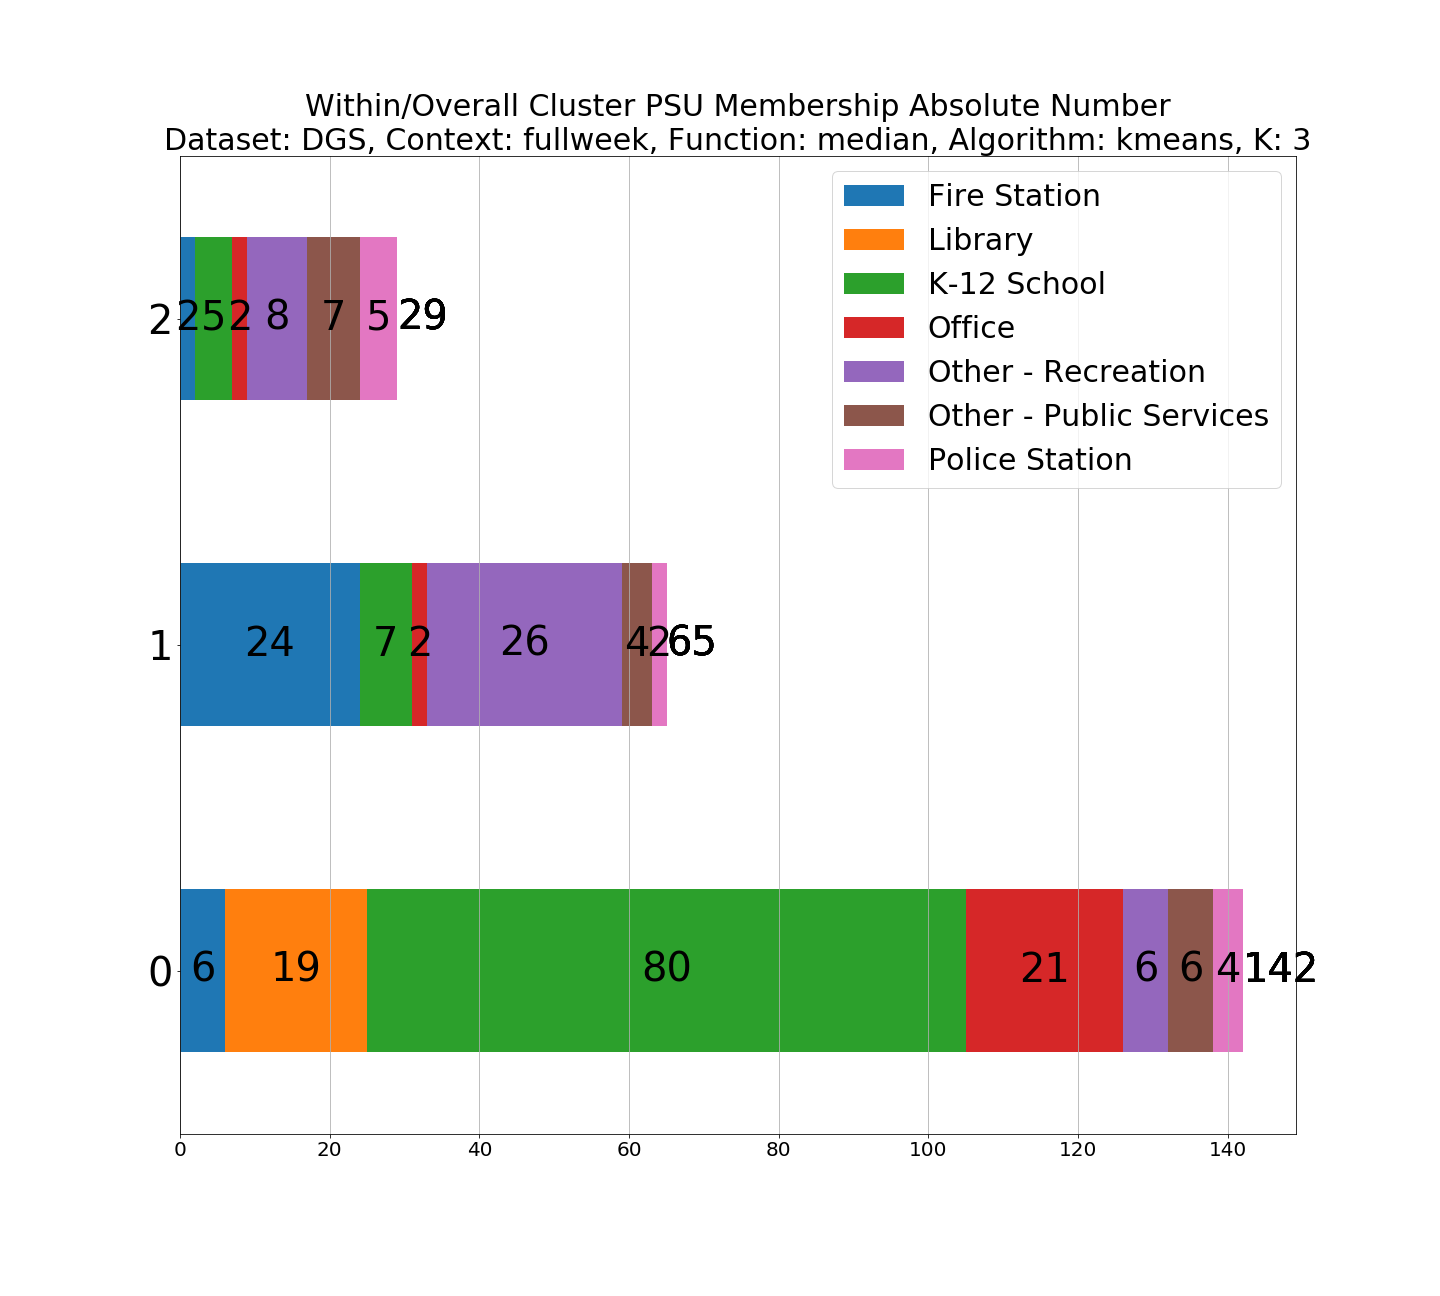 Within/Overall Cluster PSU Membership Absolute Number
Dataset: DGS, Context: fullweek, Function: median, Algorithm: kmeans, K: 3
Fire Station
Library
K-12 School
Office
Other - Recreation
Other - Public Services
Police Station
2 2 5 2 8 7 5 29
1 24 7 2 26 4 2 65
0 6 19 80 21 6 6 4 142
0 20 40 60 80 100 120 140